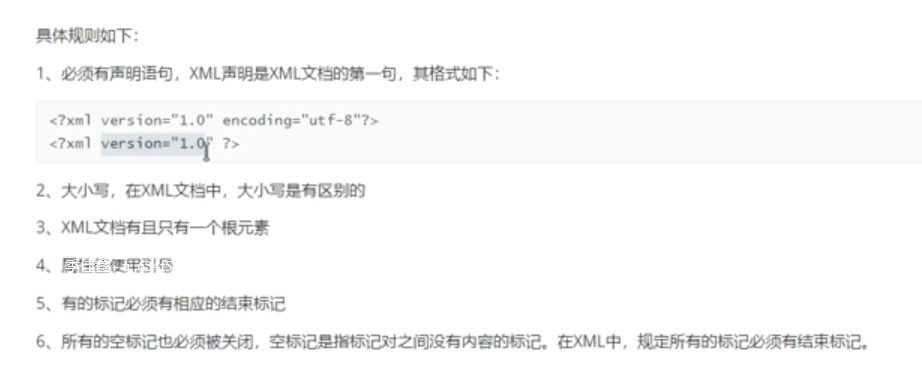 具体规则如下：
1、必须有声明语句，XML声明是XML文档的第一句，其格式如下：
<?xml version="1.0" encoding="utf-8"?>
<?xml version="1.0" ?>
2、大小写，在XML文档中，大小写是有区别的
3、XML文档有且只有一个根元素
4、属
5、有的标记必须有相应的结束标记
6、所有的空标记也必须被关闭，空标记是指标记对之间没有内容的标记。在XML中，规定所有的标记必须有结束标记。